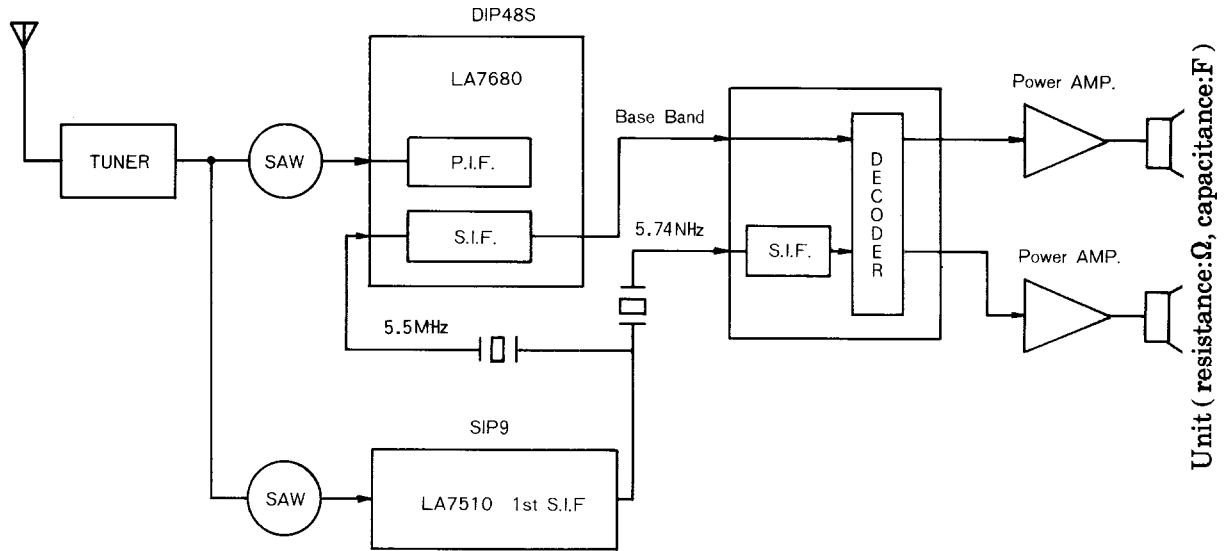 DIP48S
LA7680
TUNER
SAW
P.I.F.
S.I.F.
Base Band
5.74NHz
S.I.F.
DECODER
Power AMP.
Power AMP.
5.5MHz
SIP9
SAW
LA7510 1st S.I.F
Unit (resistance:Ω, capacitance:F)